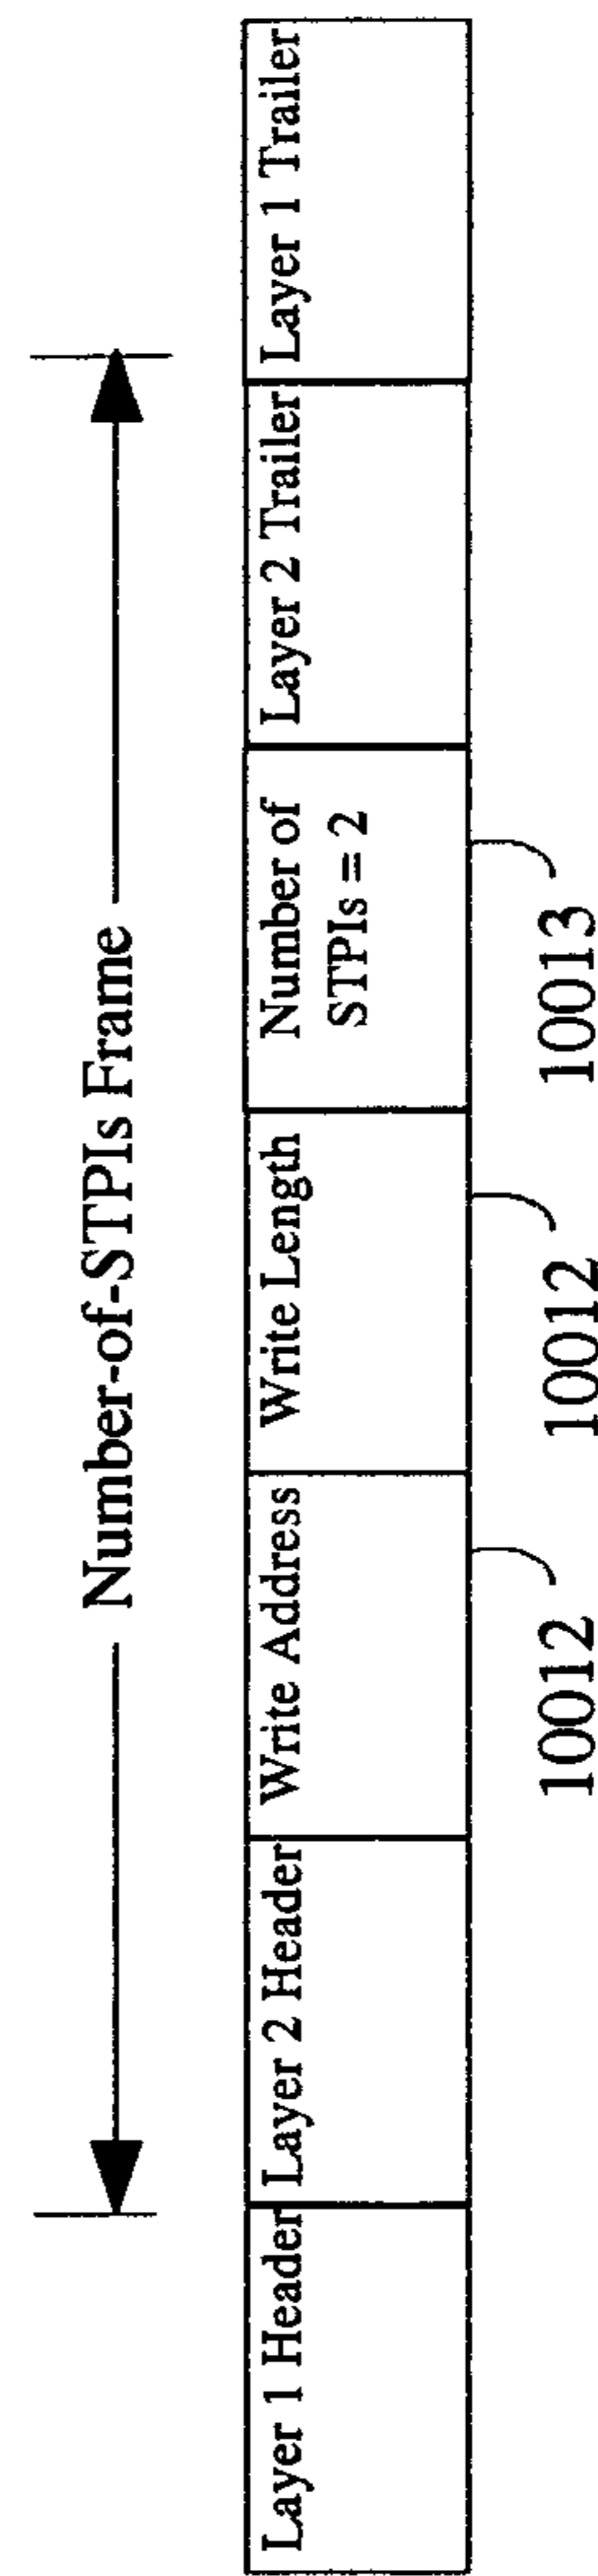 Number-of-STPIs Frame
Layer 1 Header
Layer 2 Header
Write Address
Write Length
Number of
STPIs = 2
Layer 2 Trailer
Layer 1 Trailer
10012
10012
10013